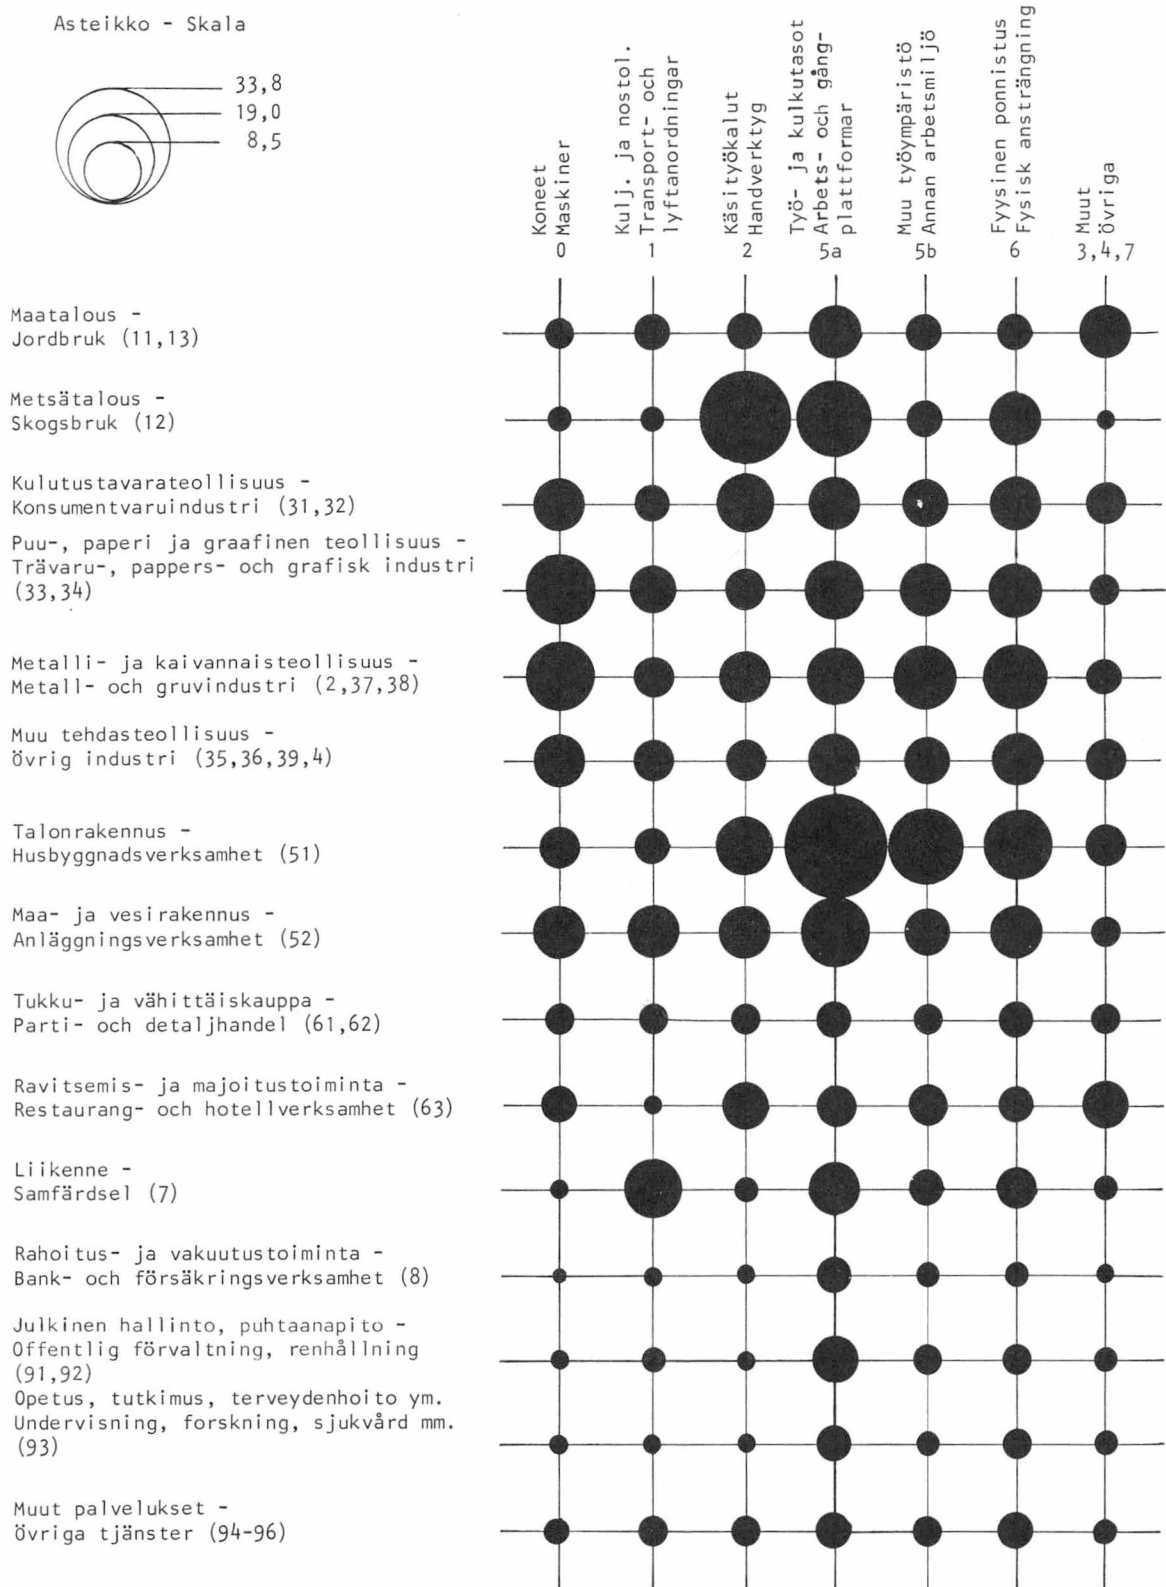 Asteikko - Skala
33,8
19,0
8,5
Koneet
Maskiner
0
Kulj. ja nostol.
Transport- och
lyftanordningar
1
Käsityökalut
Handverktyg
2
Työ- ja kulkutasot
Arbets- och gång-
plattformar
5a
Muu työympäristö
Annan arbetsmiljö
5b
Fyysinen ponnistus
Fysisk ansträngning
6
Muut
Övriga
3,4,7
Maatalous -
Jordbruk (11,13)
Metsätalous -
Skogsbruk (12)
Kulutustavarateollisuus -
Konsumentvaruindustri (31,32)
Puu-, paperi ja graafinen teollisuus -
Trävaru-, pappers- och grafisk industri
(33,34)
Metalli- ja kaivannaisteollisuus -
Metall- och gruvindustri (2,37,38)
Muu tehdasteollisuus -
Övrig industri (35,36,39,4)
Talonrakennus -
Husbyggnadsverksamhet (51)
Maa- ja vesirakennus -
Anläggningsverksamhet (52)
Tukku- ja vähittäiskauppa -
Parti- och detaljhandel (61,62)
Ravitsemis- ja majoitustoiminta -
Restaurang- och hotellverksamhet (63)
Liikenne -
Samfärdsel (7)
Rahoitus- ja vakuutustoiminta -
Bank- och försäkringsverksamhet (8)
Julkinen hallinto, puhtaanapito -
Offentlig förvaltning, renhållning
(91,92)
Opetus, tutkimus, terveydenhoito ym.
Undervisning, forskning, sjukvård mm.
(93)
Muut palvelukset -
Övriga tjänster (94-96)